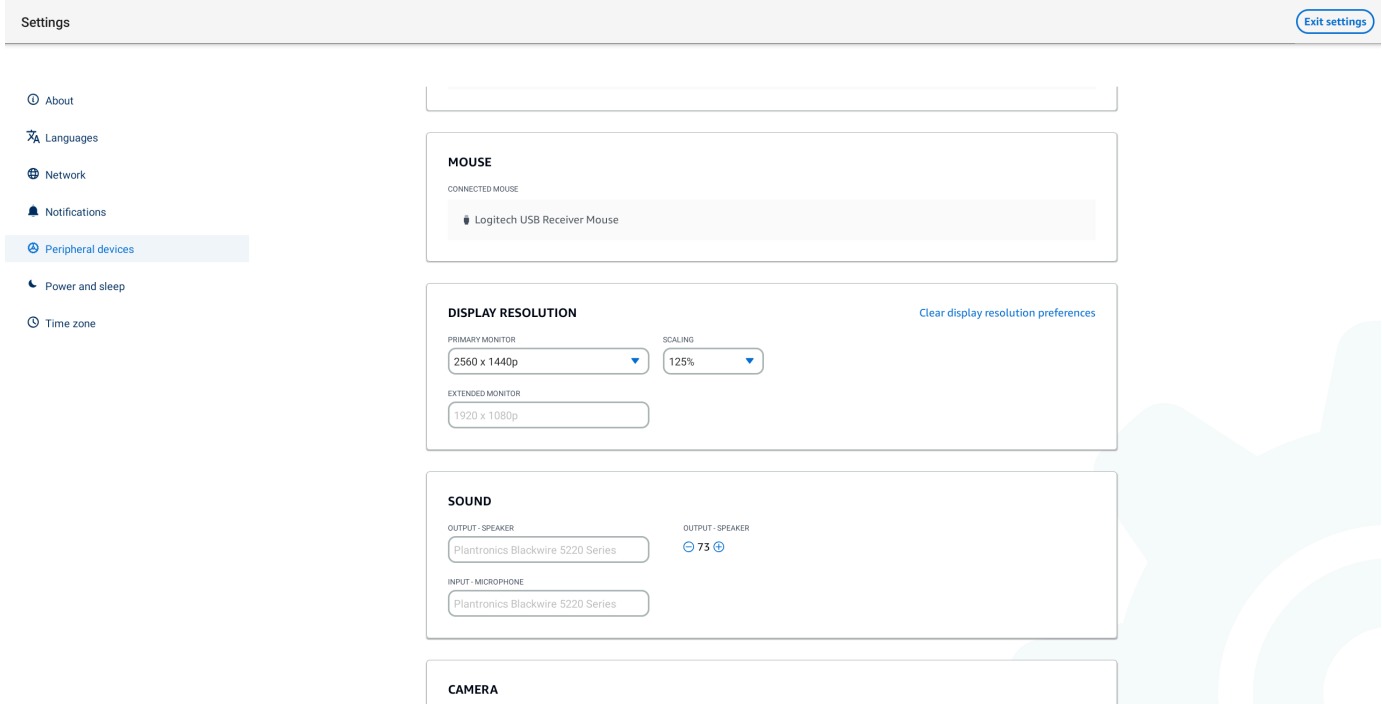 Settings
Exit settings
About
Languages
Network
Notifications
Peripheral devices
Power and sleep
Time zone
MOUSE
CONNECTED MOUSE
Logitech USB Receiver Mouse
DISPLAY RESOLUTION
Clear display resolution preferences
PRIMARY MONITOR
SCALING
2560 x 1440p
125%
EXTENDED MONITOR
1920 x 1080p
SOUND
OUTPUT - SPEAKER
OUTPUT - SPEAKER
Plantronics Blackwire 5220 Series
73
INPUT - MICROPHONE
Plantronics Blackwire 5220 Series
CAMERA